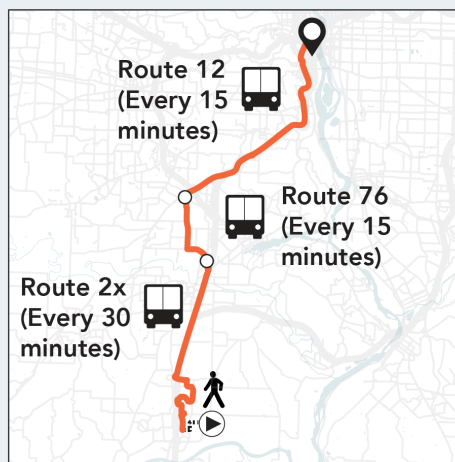 Route 12
(Every 15
minutes)
Route 76
(Every 15
minutes)
Route 2x
(Every 30
minutes)